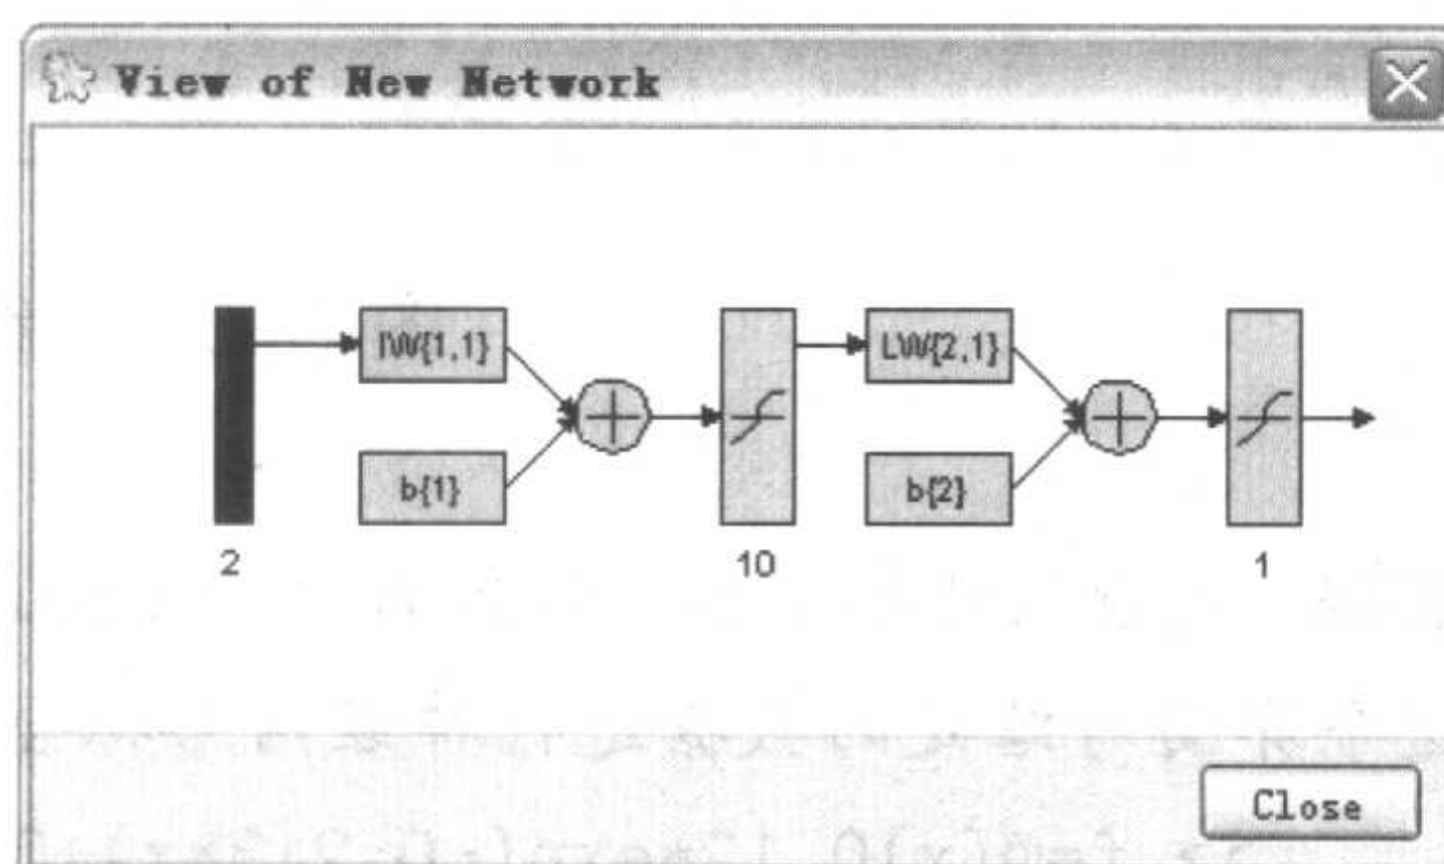 View of New Network
IW{1,1}
LW{2,1}
b{1}
b{2}
2
10
1
Close